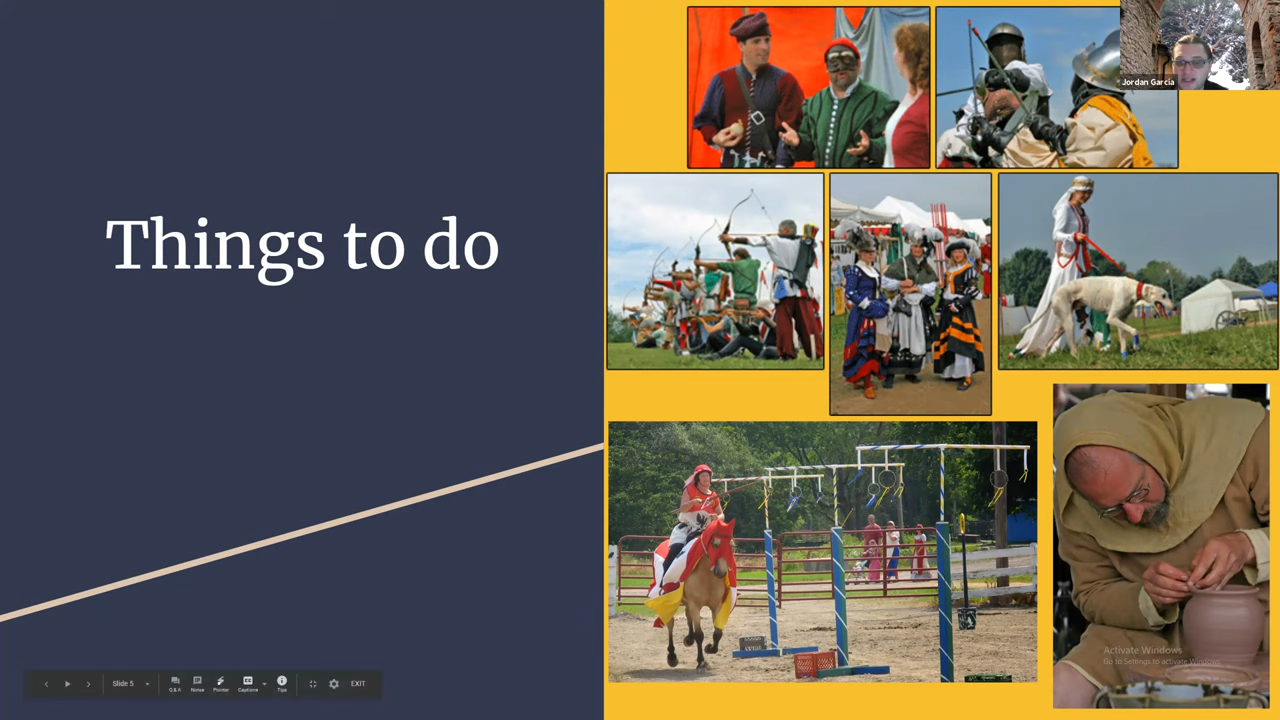 Things to do
Jordan Garcia
Activate Windows
Go to Settings to activate Windows.
Slide 5
Q&A
Notes
Pointer
Captions
Tips
EXIT